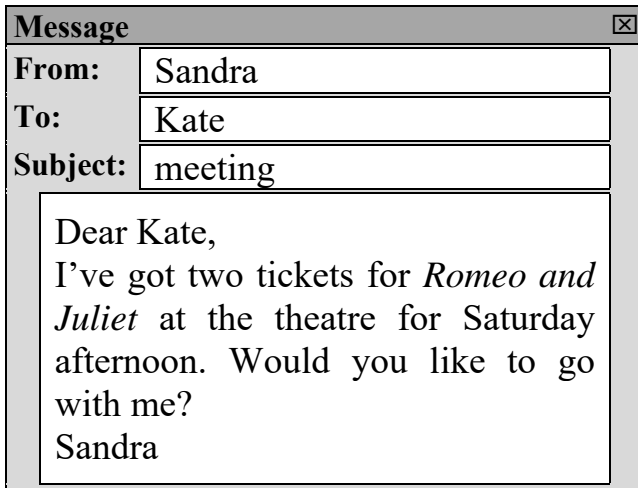 Message
From: Sandra
To: Kate
Subject: meeting
Dear Kate,
I’ve got two tickets for Romeo and
Juliet at the theatre for Saturday
afternoon. Would you like to go
with me?
Sandra